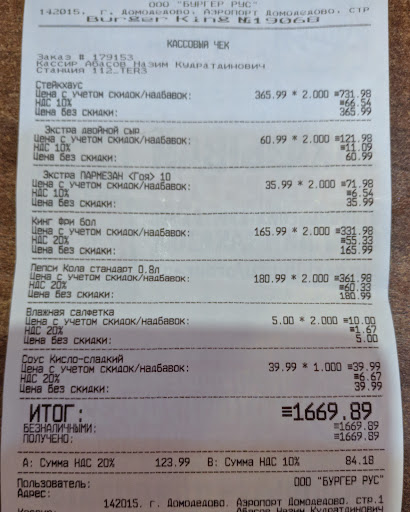 ООО "БУРГЕР РУС"
142015. г. Домодедово. Аэропорт Домодедово. стр
Burger King №19068
КАССОВЫЙ ЧЕК
Заказ # 179153
Кассир Абасов Назим Кудратдинович
Станция 112_TER3
Стейкхаус
Цена с учетом скидок/надбавок: 365.99 * 2.000 =731.98
НДС 10% =66.54
Цена без скидки: 365.99
Экстра двойной сыр
Цена с учетом скидок/надбавок: 60.99 * 2.000 =121.98
НДС 10% =11.09
Цена без скидки: 60.99
Экстра ПАРМЕЗАН <Гоя> 10
Цена с учетом скидок/надбавок: 35.99 * 2.000 =71.98
НДС 10% =6.54
Цена без скидки: 35.99
Кинг Фри бол
Цена с учетом скидок/надбавок: 165.99 * 2.000 =331.98
НДС 20% =55.33
Цена без скидки: 165.99
Пепси Кола стандарт 0.8л
Цена с учетом скидок/надбавок: 180.99 * 2.000 =361.98
НДС 20% =60.33
Цена без скидки: 180.99
Влажная салфетка
Цена с учетом скидок/надбавок: 5.00 * 2.000 =10.00
НДС 20% =1.67
Цена без скидки: 5.00
Соус Кисло-сладкий
Цена с учетом скидок/надбавок: 39.99 * 1.000 =39.99
НДС 20% =6.67
Цена без скидки: 39.99
ИТОГ: =1669.89
БЕЗНАЛИЧНЫМИ: =1669.89
ПОЛУЧЕНО: =1669.89
А: Сумма НДС 20% 123.99 В: Сумма НДС 10% 84.18
Пользователь: ООО "БУРГЕР РУС"
Адрес:
142015. г. Домодедово. Аэропорт Домодедово. стр.1
Абасов Назим Кудратдинович